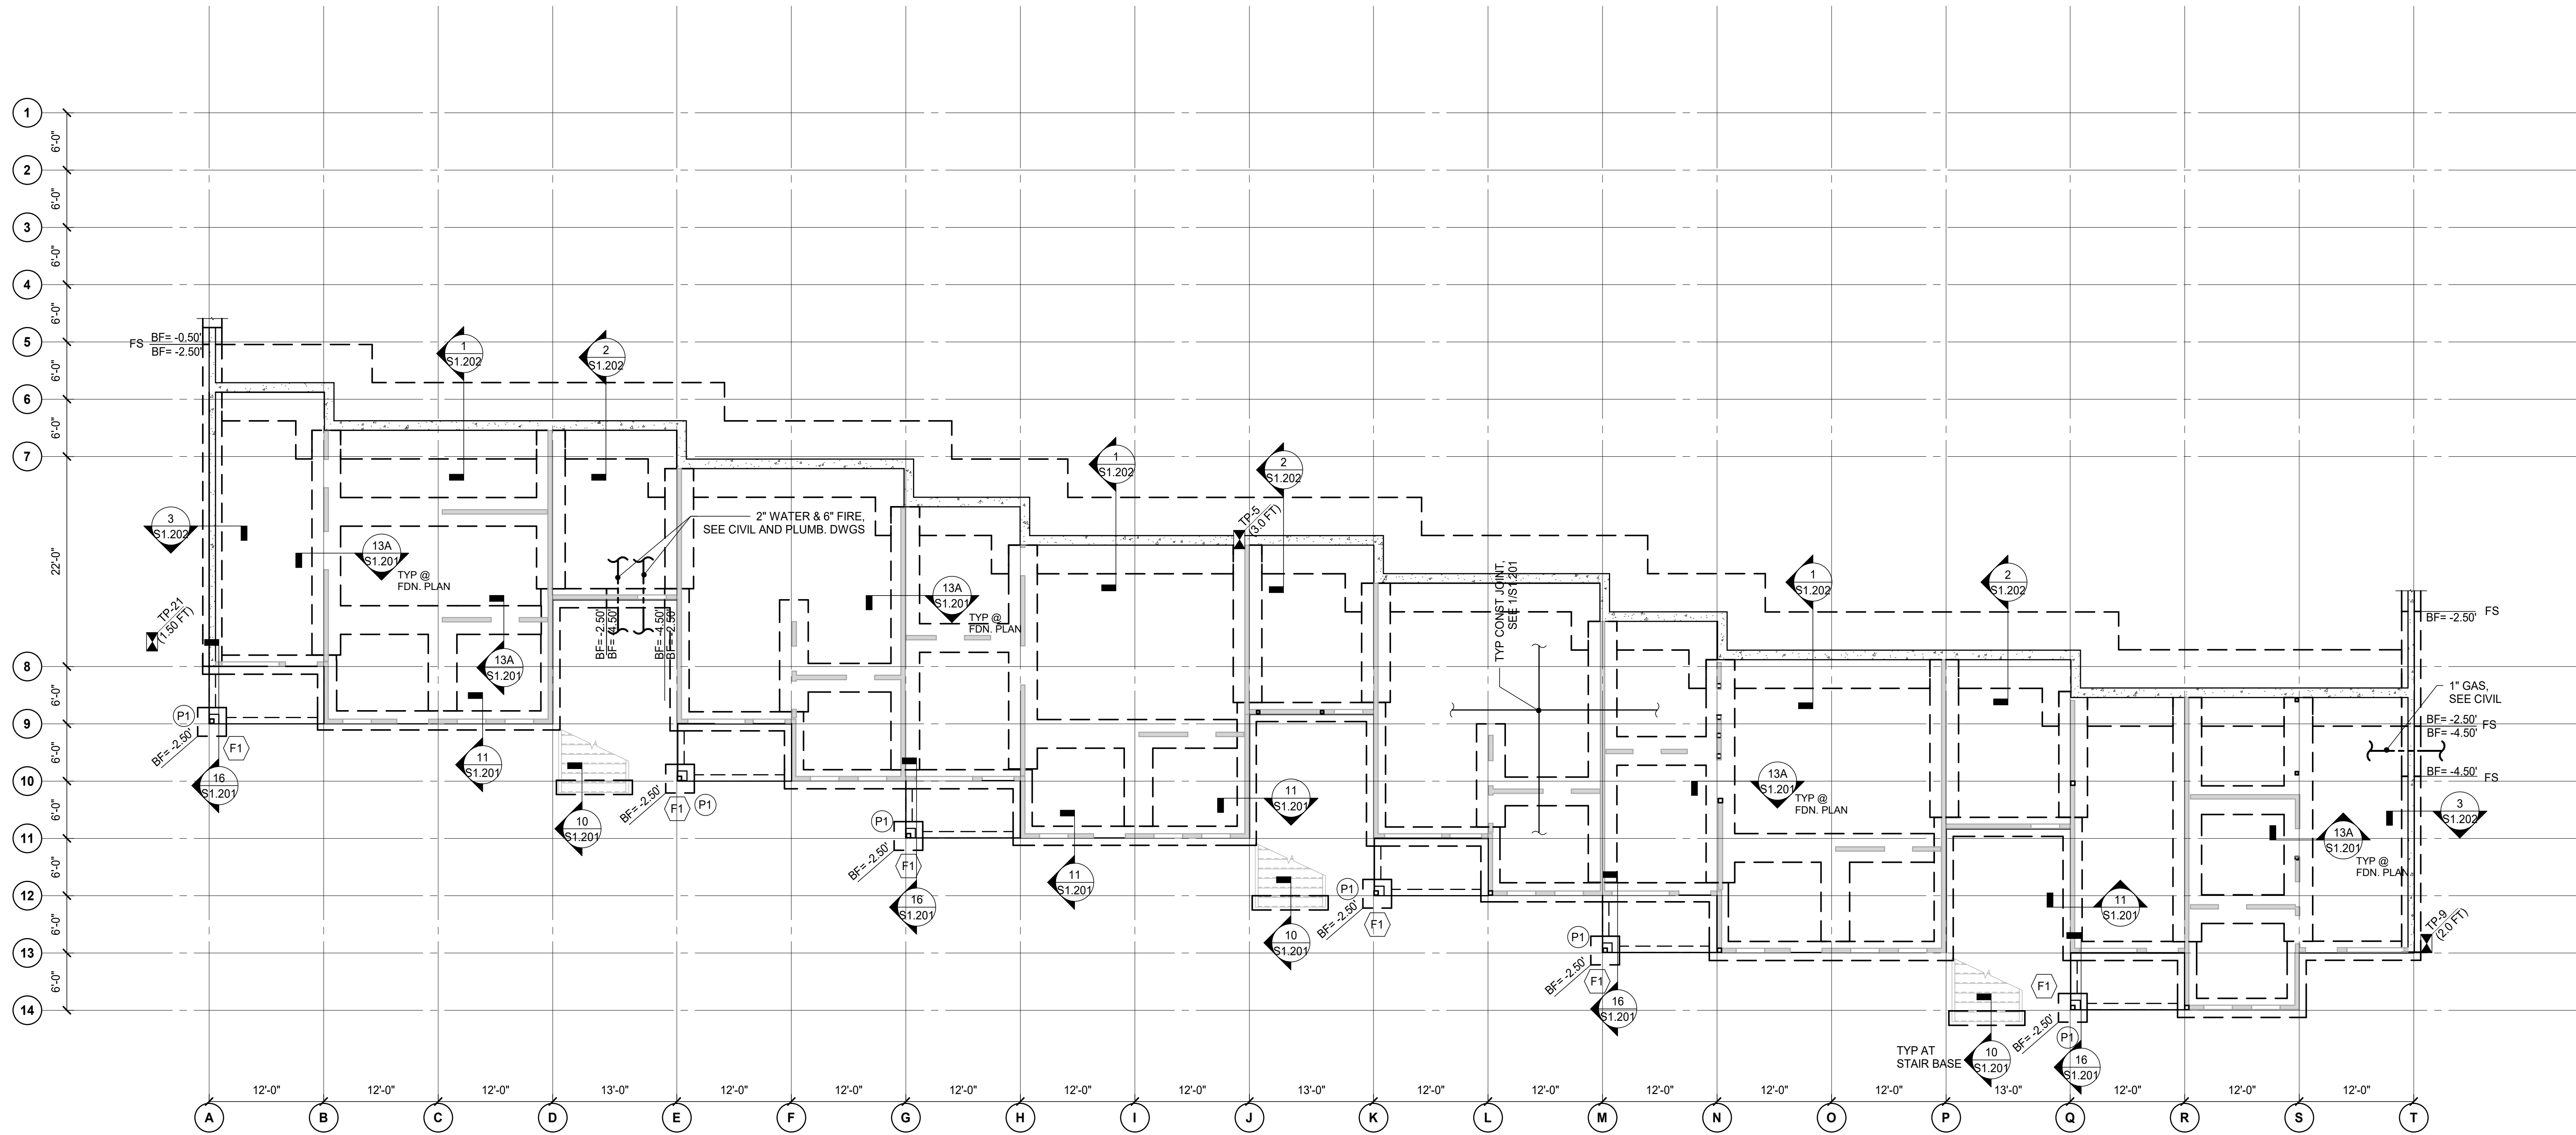 1
6'-0"
2
6'-0"
3
6'-0"
4
6'-0"
5
6'-0"
6
6'-0"
7
22'-0"
8
6'-0"
9
6'-0"
10
6'-0"
11
6'-0"
12
6'-0"
13
6'-0"
14
FS
BF= -0.50'
BF= -2.50'
1
S1.202
2
S1.202
3
S1.202
13A
S1.201
TYP @
FDN. PLAN
2" WATER & 6" FIRE,
SEE CIVIL AND PLUMB. DWGS
BF= -2.50'
BF= -4.50'
BF= -4.50'
BF= -2.50'
TP-21
(1.50 FT)
13A
S1.201
P1
BF= -2.50'
F1
16
S1.201
11
S1.201
10
S1.201
BF= -2.50'
F1
P1
13A
S1.201
TYP @
FDN. PLAN
P1
BF= -2.50'
F1
16
S1.201
1
S1.202
TP-5
(3.0 FT)
2
S1.202
11
S1.201
11
S1.201
10
S1.201
P1
BF= -2.50'
F1
TYP CONST JOINT,
SEE 1/S1.201
1
S1.202
2
S1.202
13A
S1.201
TYP @
FDN. PLAN
P1
BF= -2.50'
F1
16
S1.201
11
S1.201
TYP AT
STAIR BASE
10
S1.201
F1
BF= -2.50'
P1
16
S1.201
FS
BF= -2.50'
1" GAS,
SEE CIVIL
BF= -2.50'
FS
BF= -4.50'
BF= -4.50'
FS
3
S1.202
13A
S1.201
TYP @
FDN. PLAN
TP-9
(2.0 FT)
12'-0"
12'-0"
12'-0"
13'-0"
12'-0"
12'-0"
12'-0"
12'-0"
12'-0"
13'-0"
12'-0"
12'-0"
12'-0"
12'-0"
12'-0"
13'-0"
12'-0"
12'-0"
12'-0"
A
B
C
D
E
F
G
H
I
J
K
L
M
N
O
P
Q
R
S
T